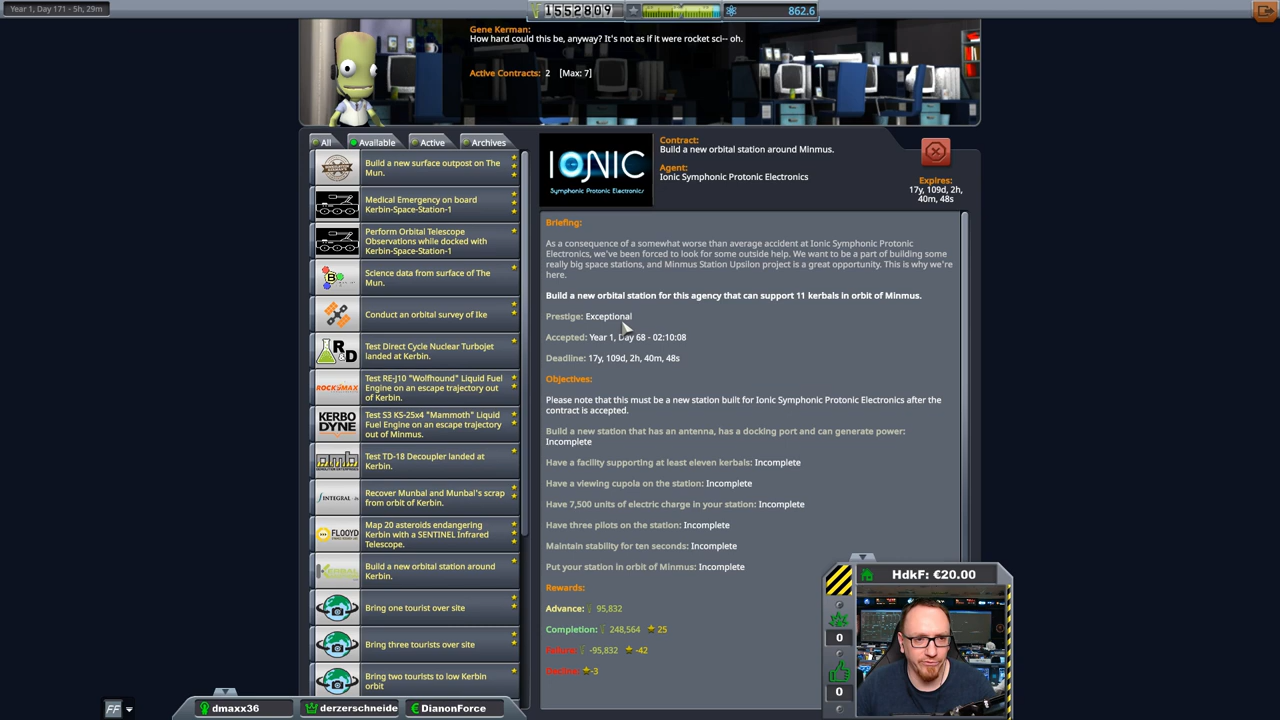 Year 1, Day 171 - 5h, 29m
1552809
862.6
Gene Kerman:
How hard could this be, anyway? It's not as if it were rocket sci-- oh.
Active Contracts: 2 [Max: 7]
All
Available
Active
Archives
Build a new surface outpost on The
Mun.
Medical Emergency on board
Kerbin-Space-Station-1
Perform Orbital Telescope
Observations while docked with
Kerbin-Space-Station-1
Science data from surface of The
Mun.
Conduct an orbital survey of Ike
R&D
Test Direct Cycle Nuclear Turbojet
landed at Kerbin.
ROCKOMAX
Test RE-J10 "Wolfhound" Liquid Fuel
Engine on an escape trajectory out
of Kerbin.
KERBO
DYNE
Test S3 KS-25x4 "Mammoth" Liquid
Fuel Engine on an escape trajectory
out of Minmus.
Test TD-18 Decoupler landed at
Kerbin.
INTEGRAL
Recover Munbal and Munbal's scrap
from orbit of Kerbin.
FLOOYD
Map 20 asteroids endangering
Kerbin with a SENTINEL Infrared
Telescope.
Build a new orbital station around
Kerbin.
Bring one tourist over site
Bring three tourists over site
Bring two tourists to low Kerbin
orbit
IONIC
Symphonic Protonic Electronics
Contract:
Build a new orbital station around Minmus.
Agent:
Ionic Symphonic Protonic Electronics
Expires:
17y, 109d, 2h,
40m, 48s
Briefing:
As a consequence of a somewhat worse than average accident at Ionic Symphonic Protonic
Electronics, we've been forced to look for some outside help. We want to be a part of building some
really big space stations, and Minmus Station Upsilon project is a great opportunity. This is why we're
here.
Build a new orbital station for this agency that can support 11 kerbals in orbit of Minmus.
Prestige: Exceptional
Accepted: Year 1, Day 68 - 02:10:08
Deadline: 17y, 109d, 2h, 40m, 48s
Objectives:
Please note that this must be a new station built for Ionic Symphonic Protonic Electronics after the
contract is accepted.
Build a new station that has an antenna, has a docking port and can generate power:
Incomplete
Have a facility supporting at least eleven kerbals: Incomplete
Have a viewing cupola on the station: Incomplete
Have 7,500 units of electric charge in your station: Incomplete
Have three pilots on the station: Incomplete
Maintain stability for ten seconds: Incomplete
Put your station in orbit of Minmus: Incomplete
Rewards:
Advance: 95,832
Completion: 248,564 25
Failure: -95,832 -42
Decline: -3
HdkF: €20.00
0
0
FF
dmaxx36
derzerschneide
DianonForce